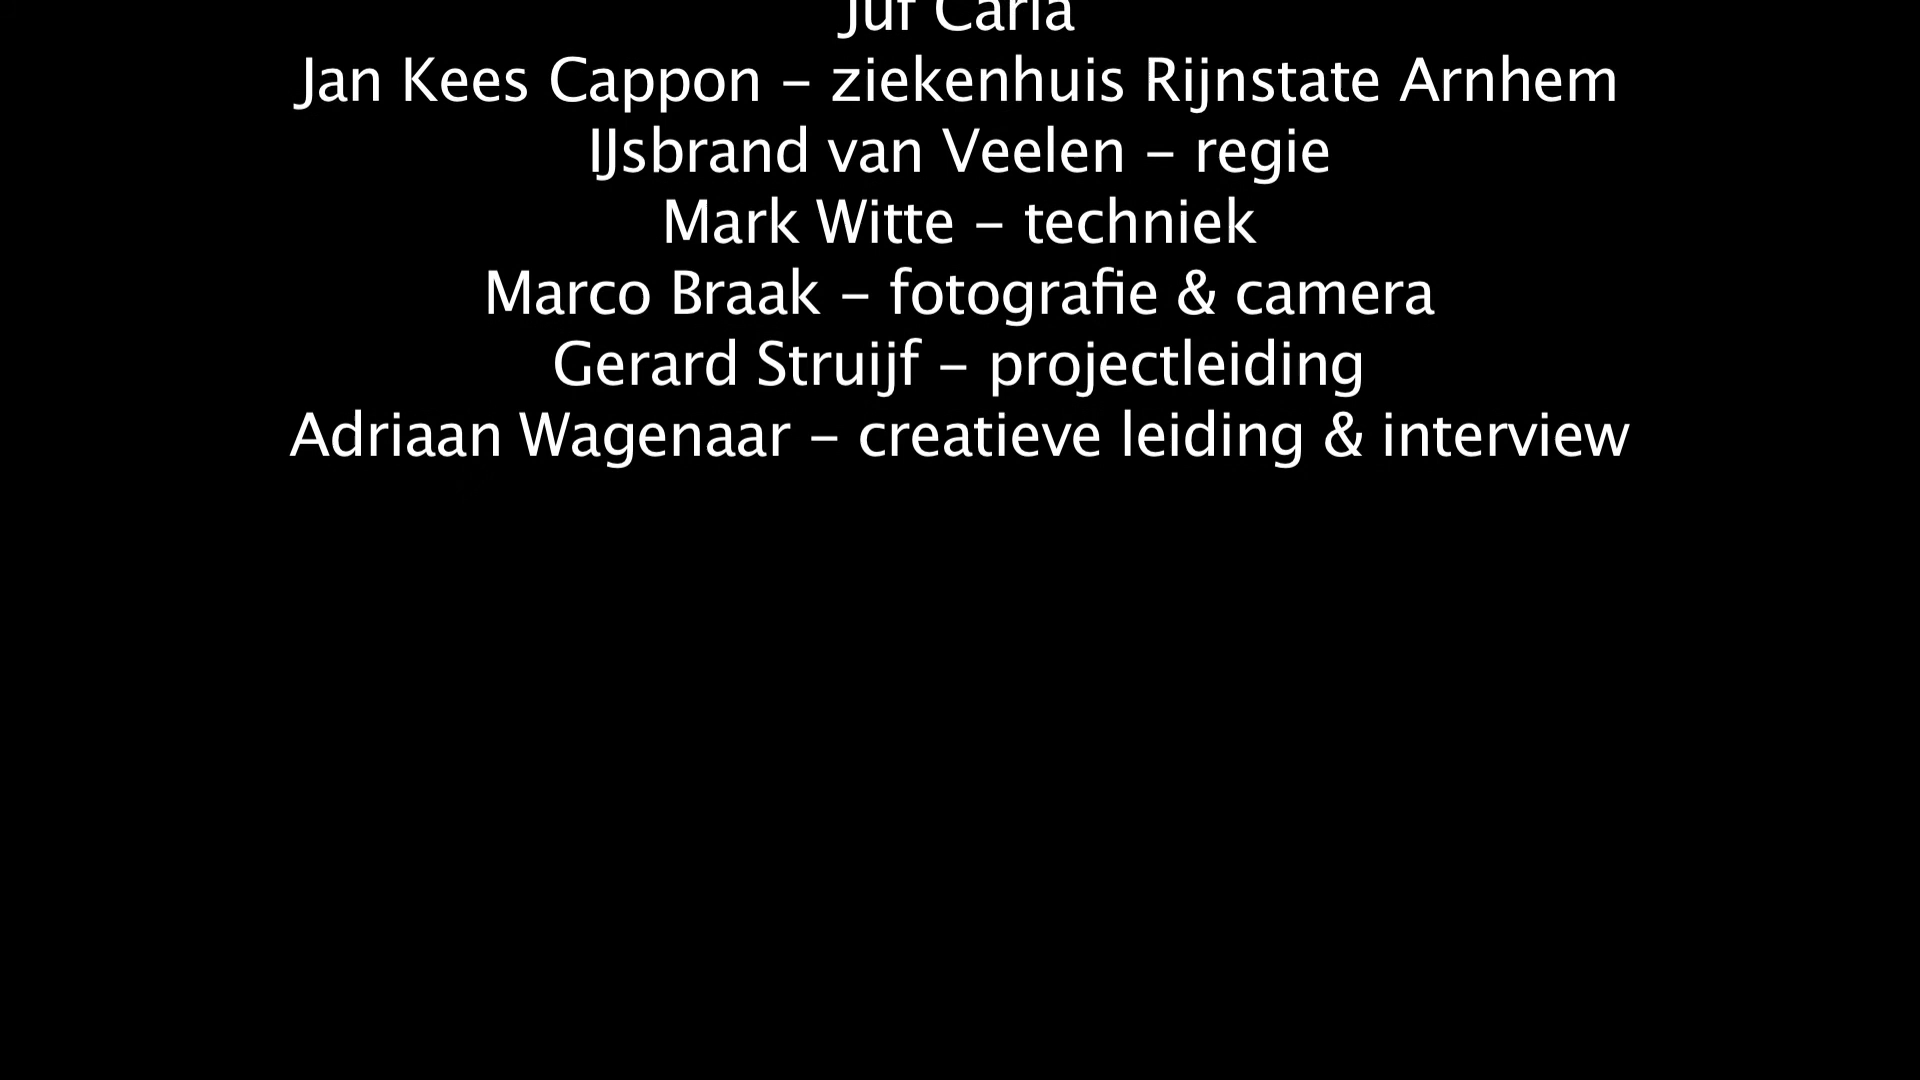 Juf Carla
Jan Kees Cappon – ziekenhuis Rijnstate Arnhem
IJsbrand van Veelen – regie
Mark Witte – techniek
Marco Braak – fotografie & camera
Gerard Struijf – projectleiding
Adriaan Wagenaar – creatieve leiding & interview